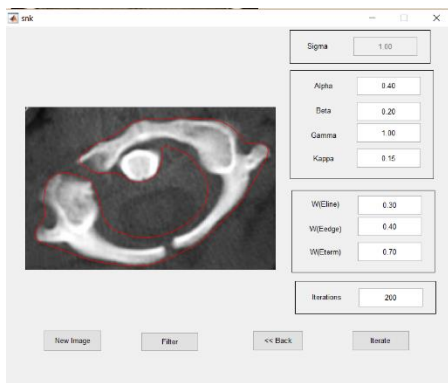 snk
Sigma 1.00
Alpha 0.40
Beta 0.20
Gamma 1.00
Kappa 0.15
W(Eline) 0.30
W(Eedge) 0.40
W(Eterm) 0.70
Iterations 200
New Image Filter << Back Iterate